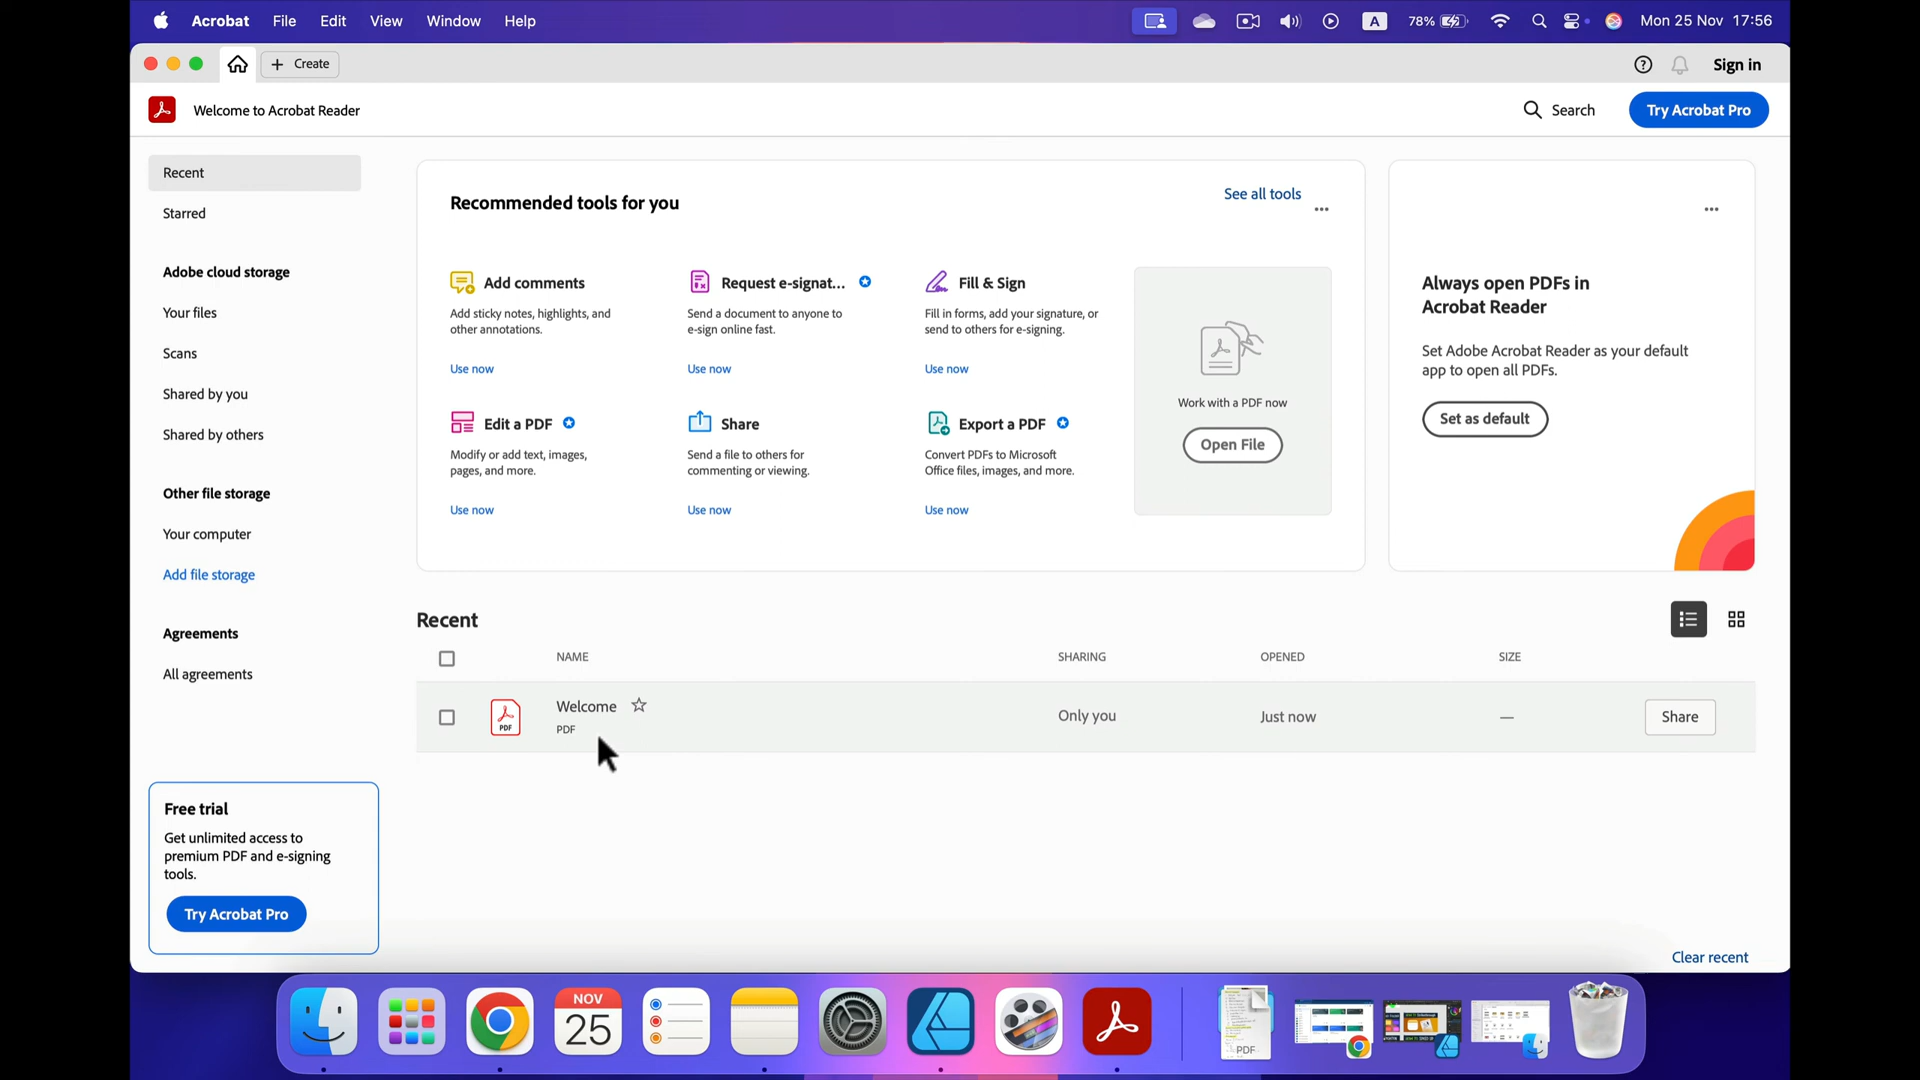 Acrobat File Edit View Window Help
A 78% Mon 25 Nov 17:56
+ Create
Sign in
Welcome to Acrobat Reader
Search
Try Acrobat Pro
Recent
Starred
Adobe cloud storage
Your files
Scans
Shared by you
Shared by others
Other file storage
Your computer
Add file storage
Agreements
All agreements
Free trial
Get unlimited access to
premium PDF and e-signing
tools.
Try Acrobat Pro
Recommended tools for you
See all tools
Add comments
Add sticky notes, highlights, and
other annotations.
Use now
Request e-signat...
Send a document to anyone to
e-sign online fast.
Use now
Fill & Sign
Fill in forms, add your signature, or
send to others for e-signing.
Use now
Edit a PDF
Modify or add text, images,
pages, and more.
Use now
Share
Send a file to others for
commenting or viewing.
Use now
Export a PDF
Convert PDFs to Microsoft
Office files, images, and more.
Use now
Work with a PDF now
Open File
Always open PDFs in
Acrobat Reader
Set Adobe Acrobat Reader as your default
app to open all PDFs.
Set as default
Recent
NAME SHARING OPENED SIZE
PDF
Welcome
PDF
Only you Just now — Share
Clear recent
NOV
25
PDF